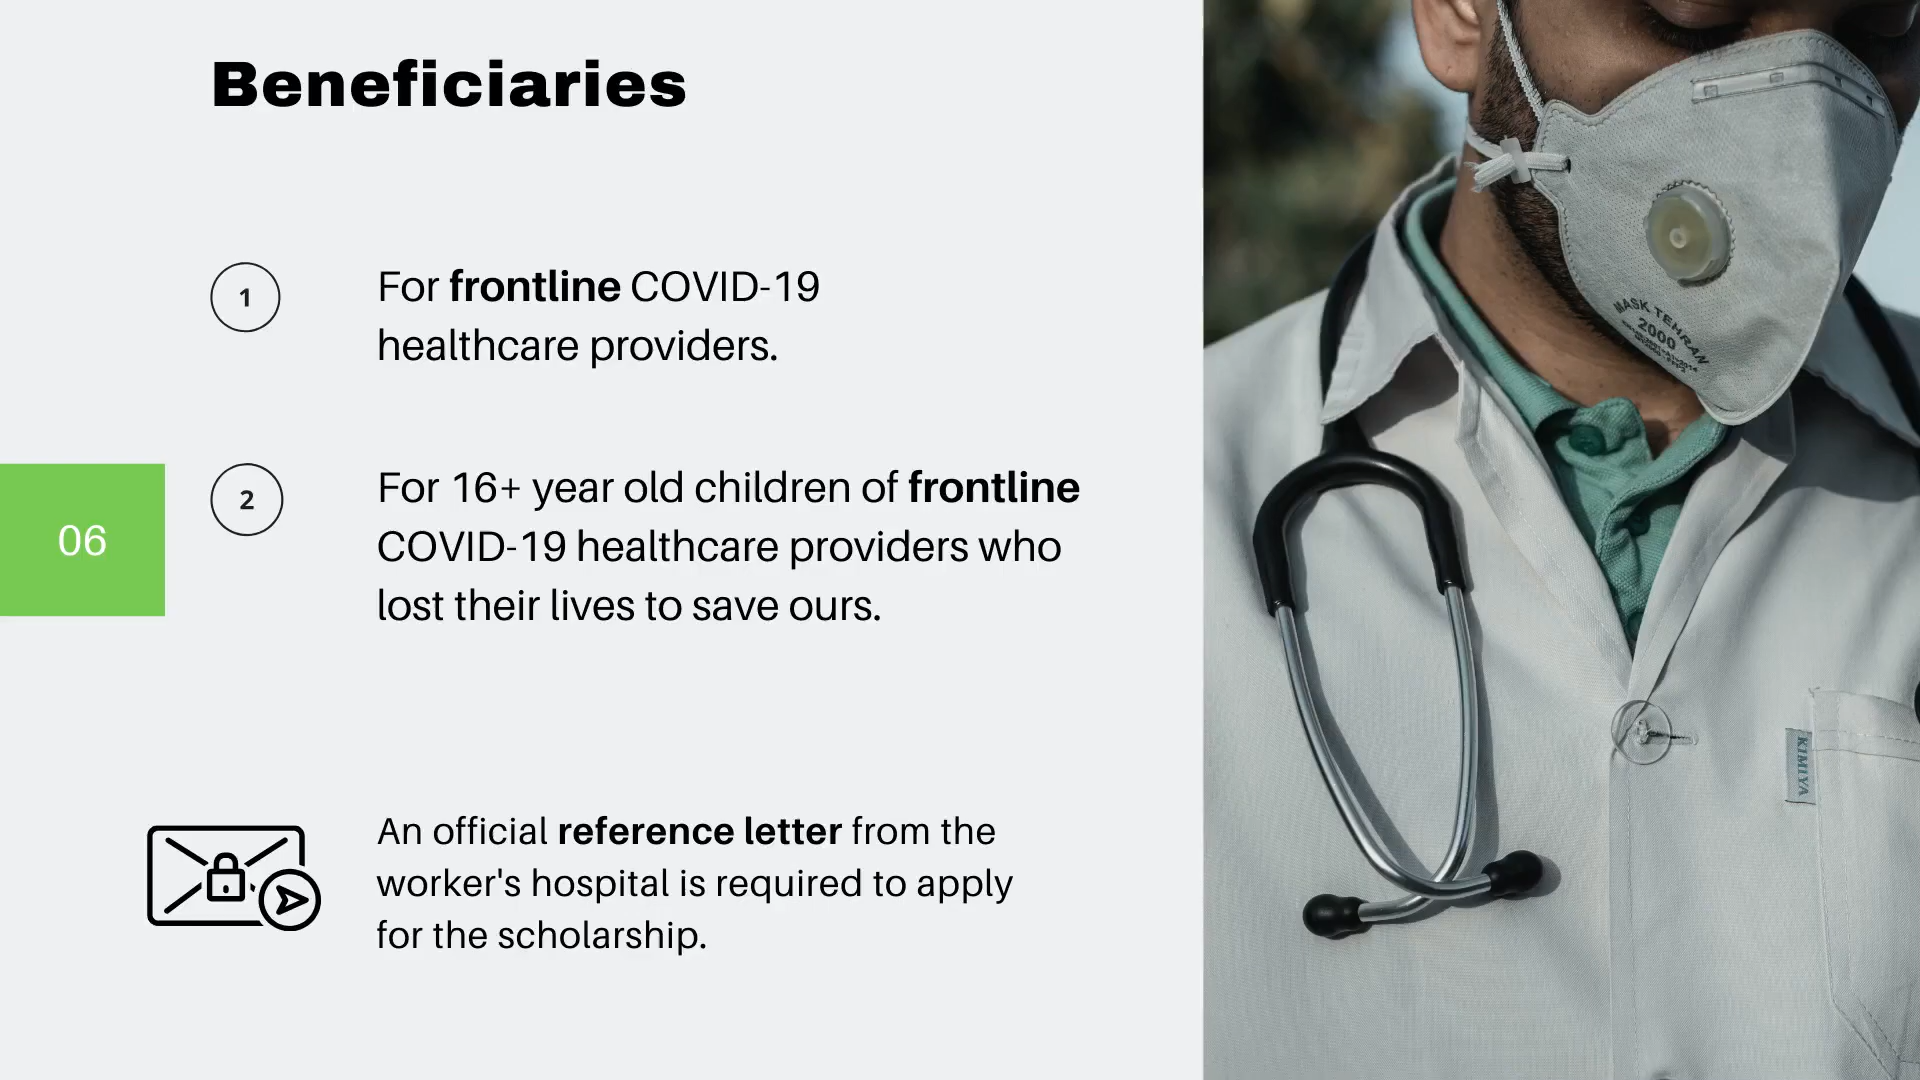 Beneficiaries
1
For frontline COVID-19
healthcare providers.
06
2
For 16+ year old children of frontline
COVID-19 healthcare providers who
lost their lives to save ours.
An official reference letter from the
worker's hospital is required to apply
for the scholarship.
MASK TEHRAN
2000
KIMIYA